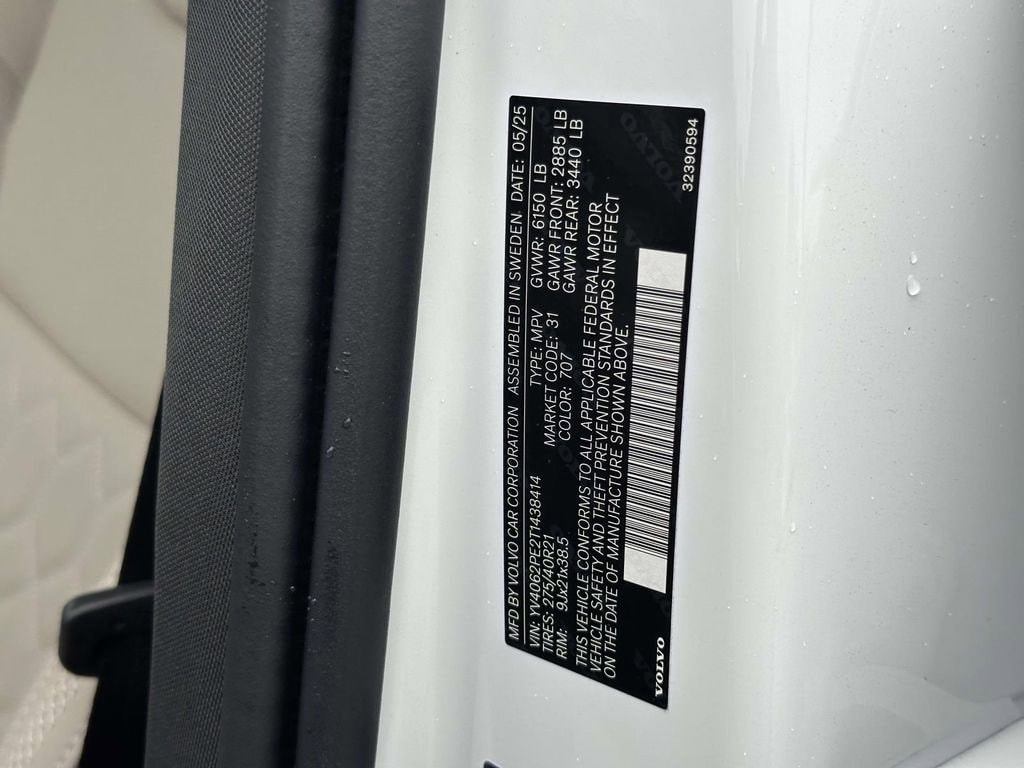 MFD BY VOLVO CAR CORPORATION ASSEMBLED IN SWEDEN. DATE: 05/25
VIN: YV4062PE2T1438414 TYPE: MPV GVWR: 6150 LB
TIRES: 275/40R21 MARKET CODE: 31 GAWR FRONT: 2885 LB
RIM: 9Jx21x38.5 COLOR: 707 GAWR REAR: 3440 LB
THIS VEHICLE CONFORMS TO ALL APPLICABLE FEDERAL MOTOR
VEHICLE SAFETY AND THEFT PREVENTION STANDARDS IN EFFECT
ON THE DATE OF MANUFACTURE SHOWN ABOVE.
VOLVO 32390594